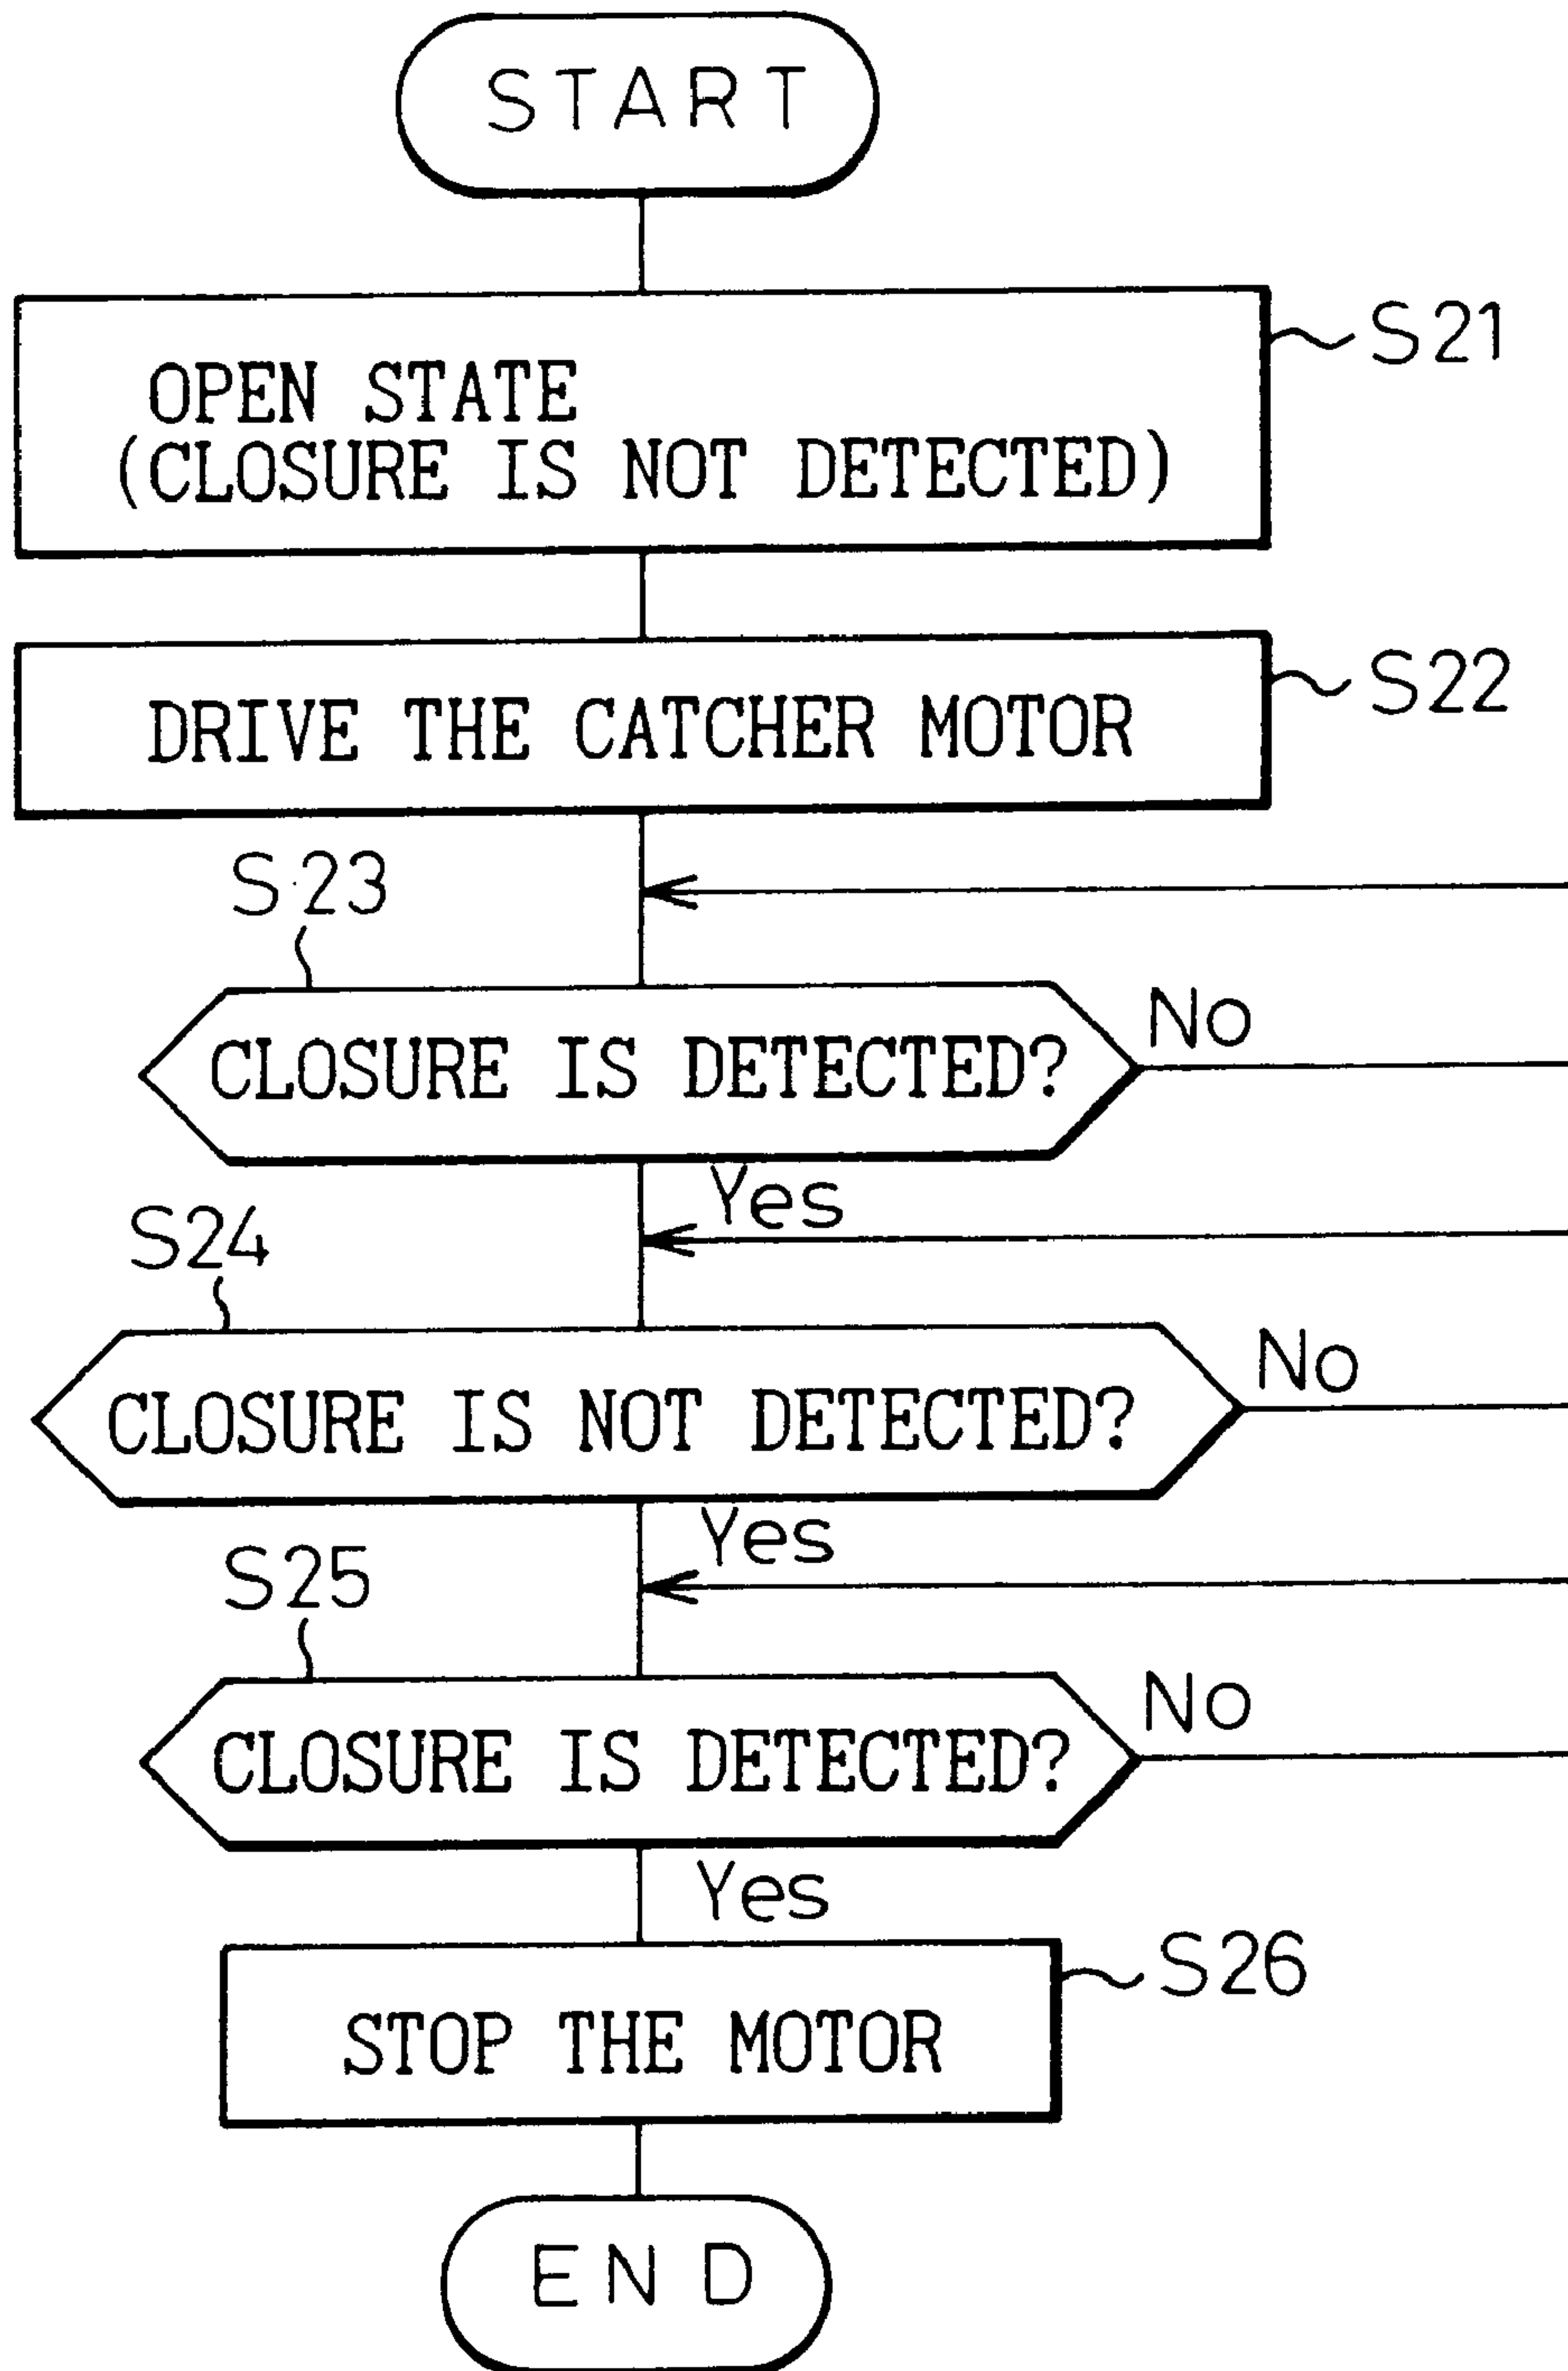 START
S21
OPEN STATE
(CLOSURE IS NOT DETECTED)
S22
DRIVE THE CATCHER MOTOR
S23
CLOSURE IS DETECTED?
No
Yes
S24
CLOSURE IS NOT DETECTED?
No
Yes
S25
CLOSURE IS DETECTED?
No
Yes
S26
STOP THE MOTOR
END